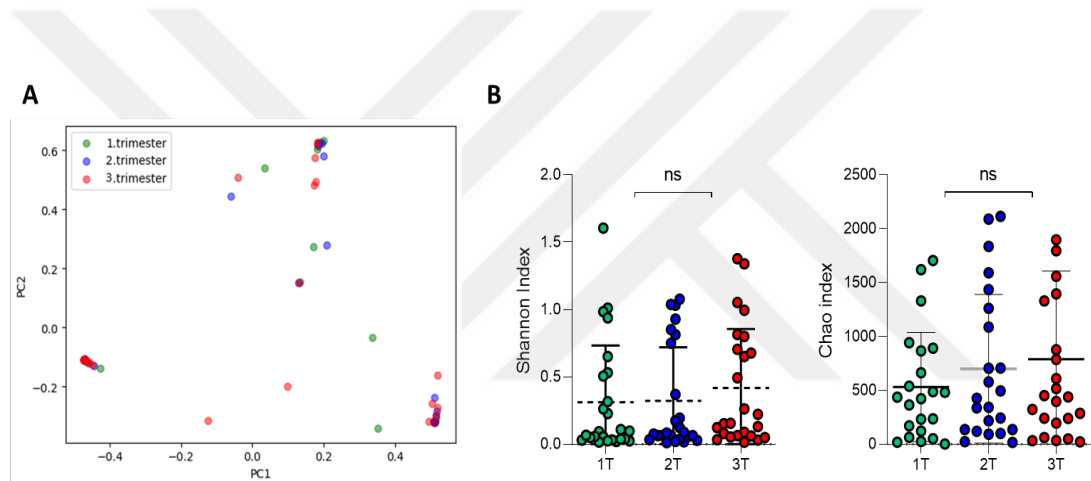 A
B
1.trimester
2.trimester
3.trimester
0.6
0.4
0.2
0.0
−0.2
PC2
−0.4
−0.2
0.0
0.2
0.4
PC1
ns
2.0
1.5
1.0
0.5
0.0
Shannon Index
1T
2T
3T
ns
2500
2000
1500
1000
500
0
Chao index
1T
2T
3T